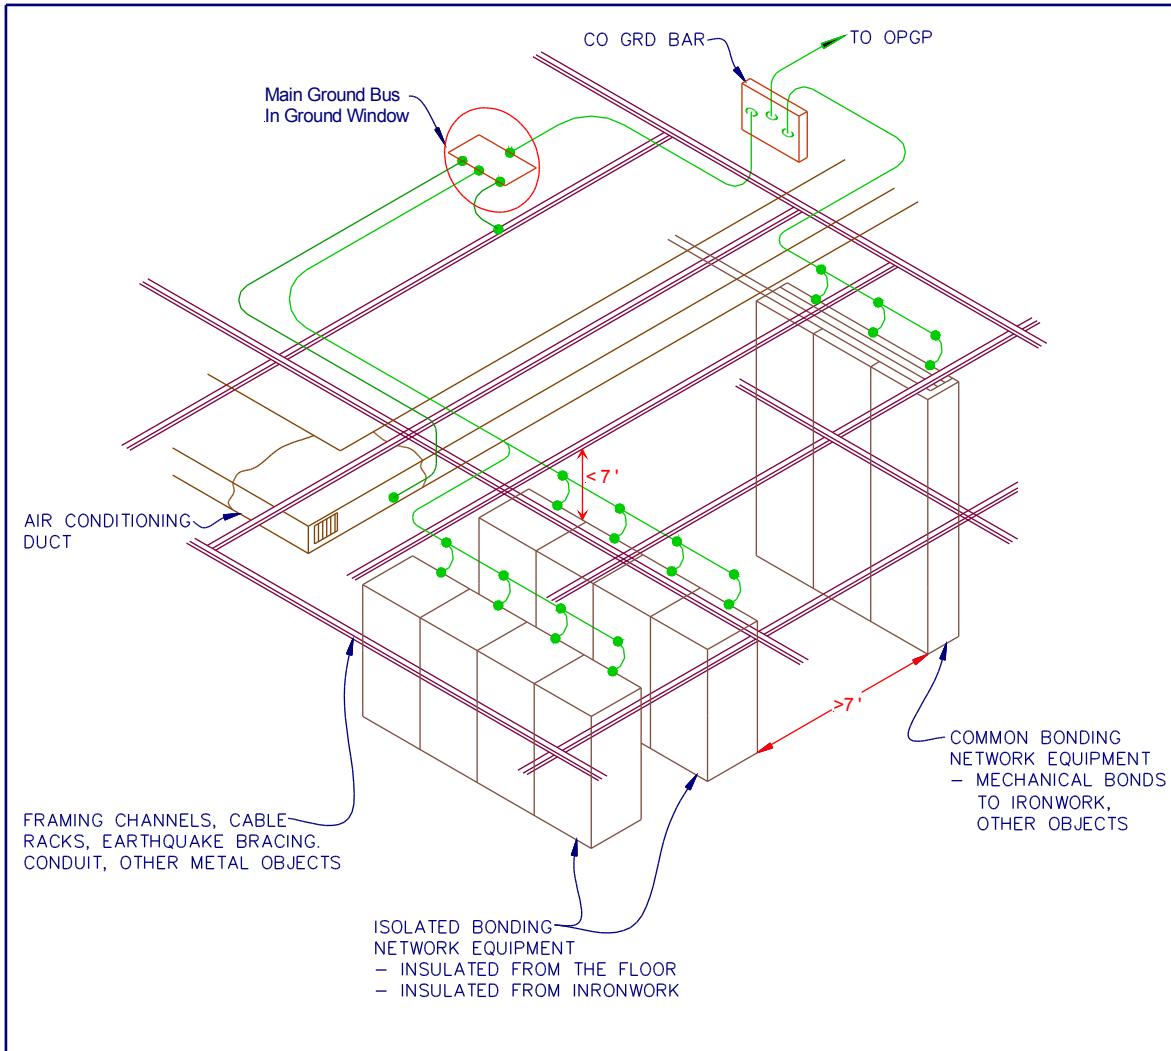 CO GRD BAR
TO OPGP
Main Ground Bus
In Ground Window
<7'
AIR CONDITIONING
DUCT
>7'
COMMON BONDING
NETWORK EQUIPMENT
- MECHANICAL BONDS
TO IRONWORK,
OTHER OBJECTS
FRAMING CHANNELS, CABLE
RACKS, EARTHQUAKE BRACING.
CONDUIT, OTHER METAL OBJECTS
ISOLATED BONDING
NETWORK EQUIPMENT
- INSULATED FROM THE FLOOR
- INSULATED FROM INRONWORK